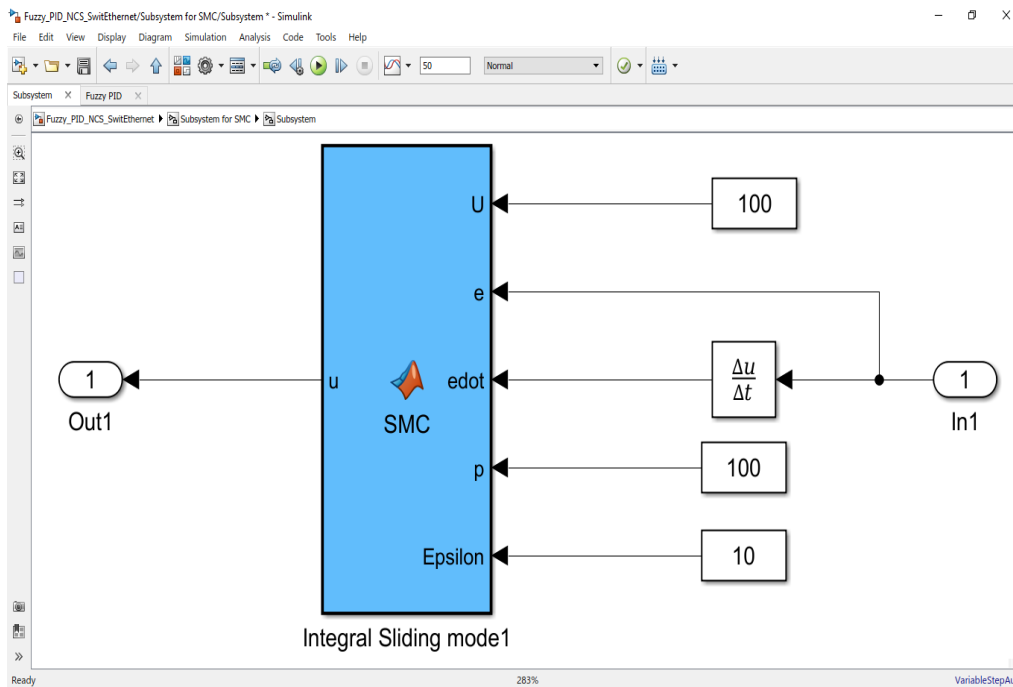 Fuzzy_PID_NCS_SwitEthernet/Subsystem for SMC/Subsystem * - Simulink
File Edit View Display Diagram Simulation Analysis Code Tools Help
50 Normal
Subsystem Fuzzy PID
Fuzzy_PID_NCS_SwitEthernet Subsystem for SMC Subsystem
U 100
e
1 u SMC edot Δu/Δt 1
Out1 In1
p 100
Epsilon 10
Integral Sliding mode1
Ready 283% VariableStepAu